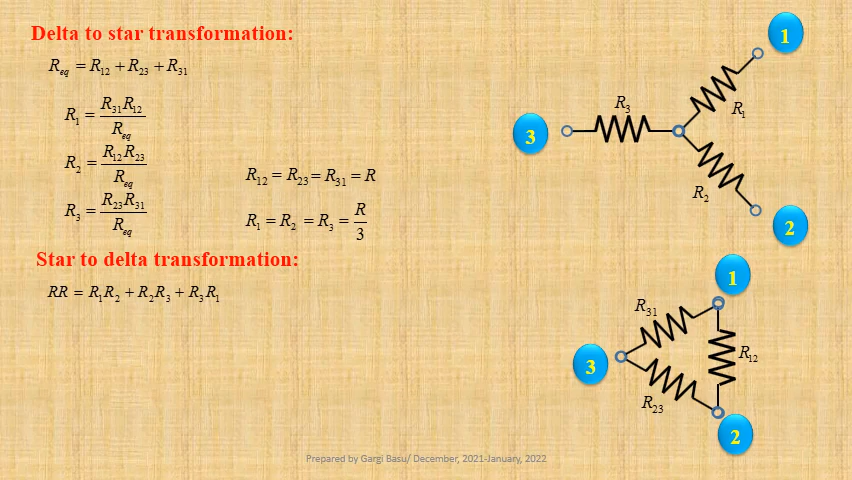 Delta to star transformation:
R_eq = R_12 + R_23 + R_31
R_1 = R_31R_12 / R_eq
R_2 = R_12R_23 / R_eq
R_3 = R_23R_31 / R_eq
R_12 = R_23 = R_31 = R
R_1 = R_2 = R_3 = R / 3
Star to delta transformation:
RR = R_1R_2 + R_2R_3 + R_3R_1
1
R_3
R_1
3
R_2
2
1
R_31
R_12
3
R_23
2
Prepared by Gargi Basu/ December, 2021-January, 2022